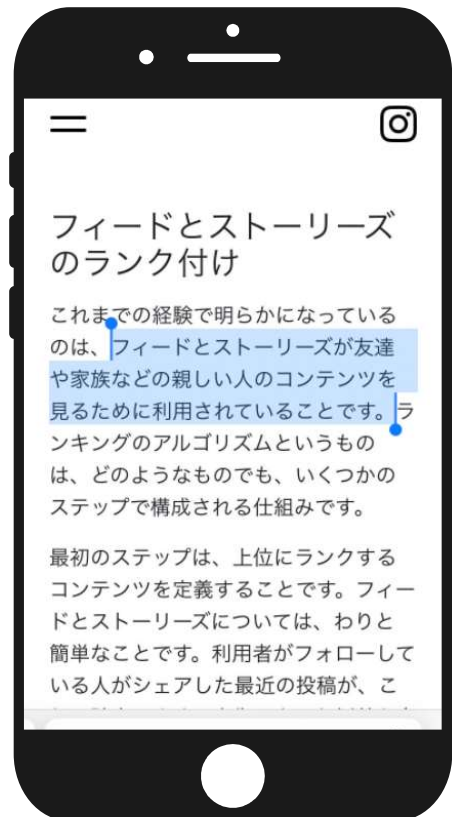 フィードとストーリーズ
のランク付け
これまでの経験で明らかになっている
のは、フィードとストーリーズが友達
や家族などの親しい人のコンテンツを
見るために利用されていることです。ラ
ンキングのアルゴリズムというもの
は、どのようなものでも、いくつかの
ステップで構成される仕組みです。
最初のステップは、上位にランクする
コンテンツを定義することです。フィー
ドとストーリーズについては、わりと
簡単なことです。利用者がフォローして
いる人がシェアした最近の投稿が、こ